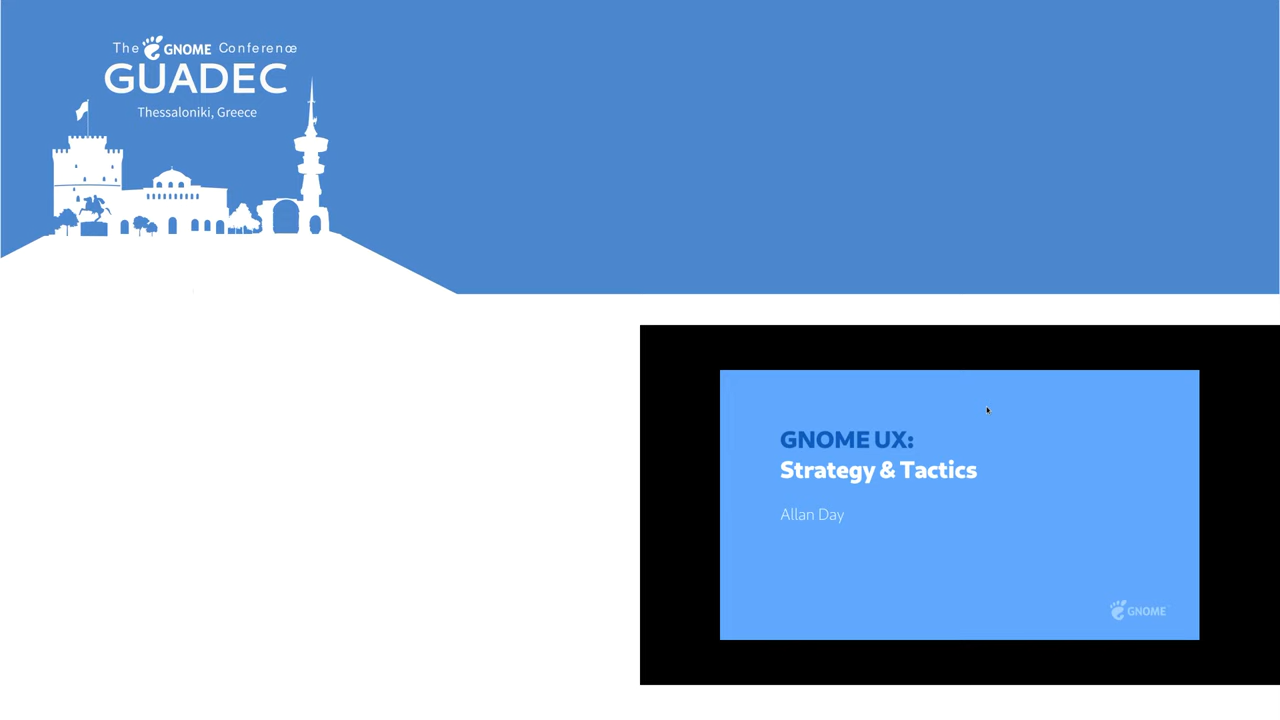 The GNOME Conference
GUADEC
Thessaloniki, Greece
GNOME UX:
Strategy & Tactics
Allan Day
GNOME